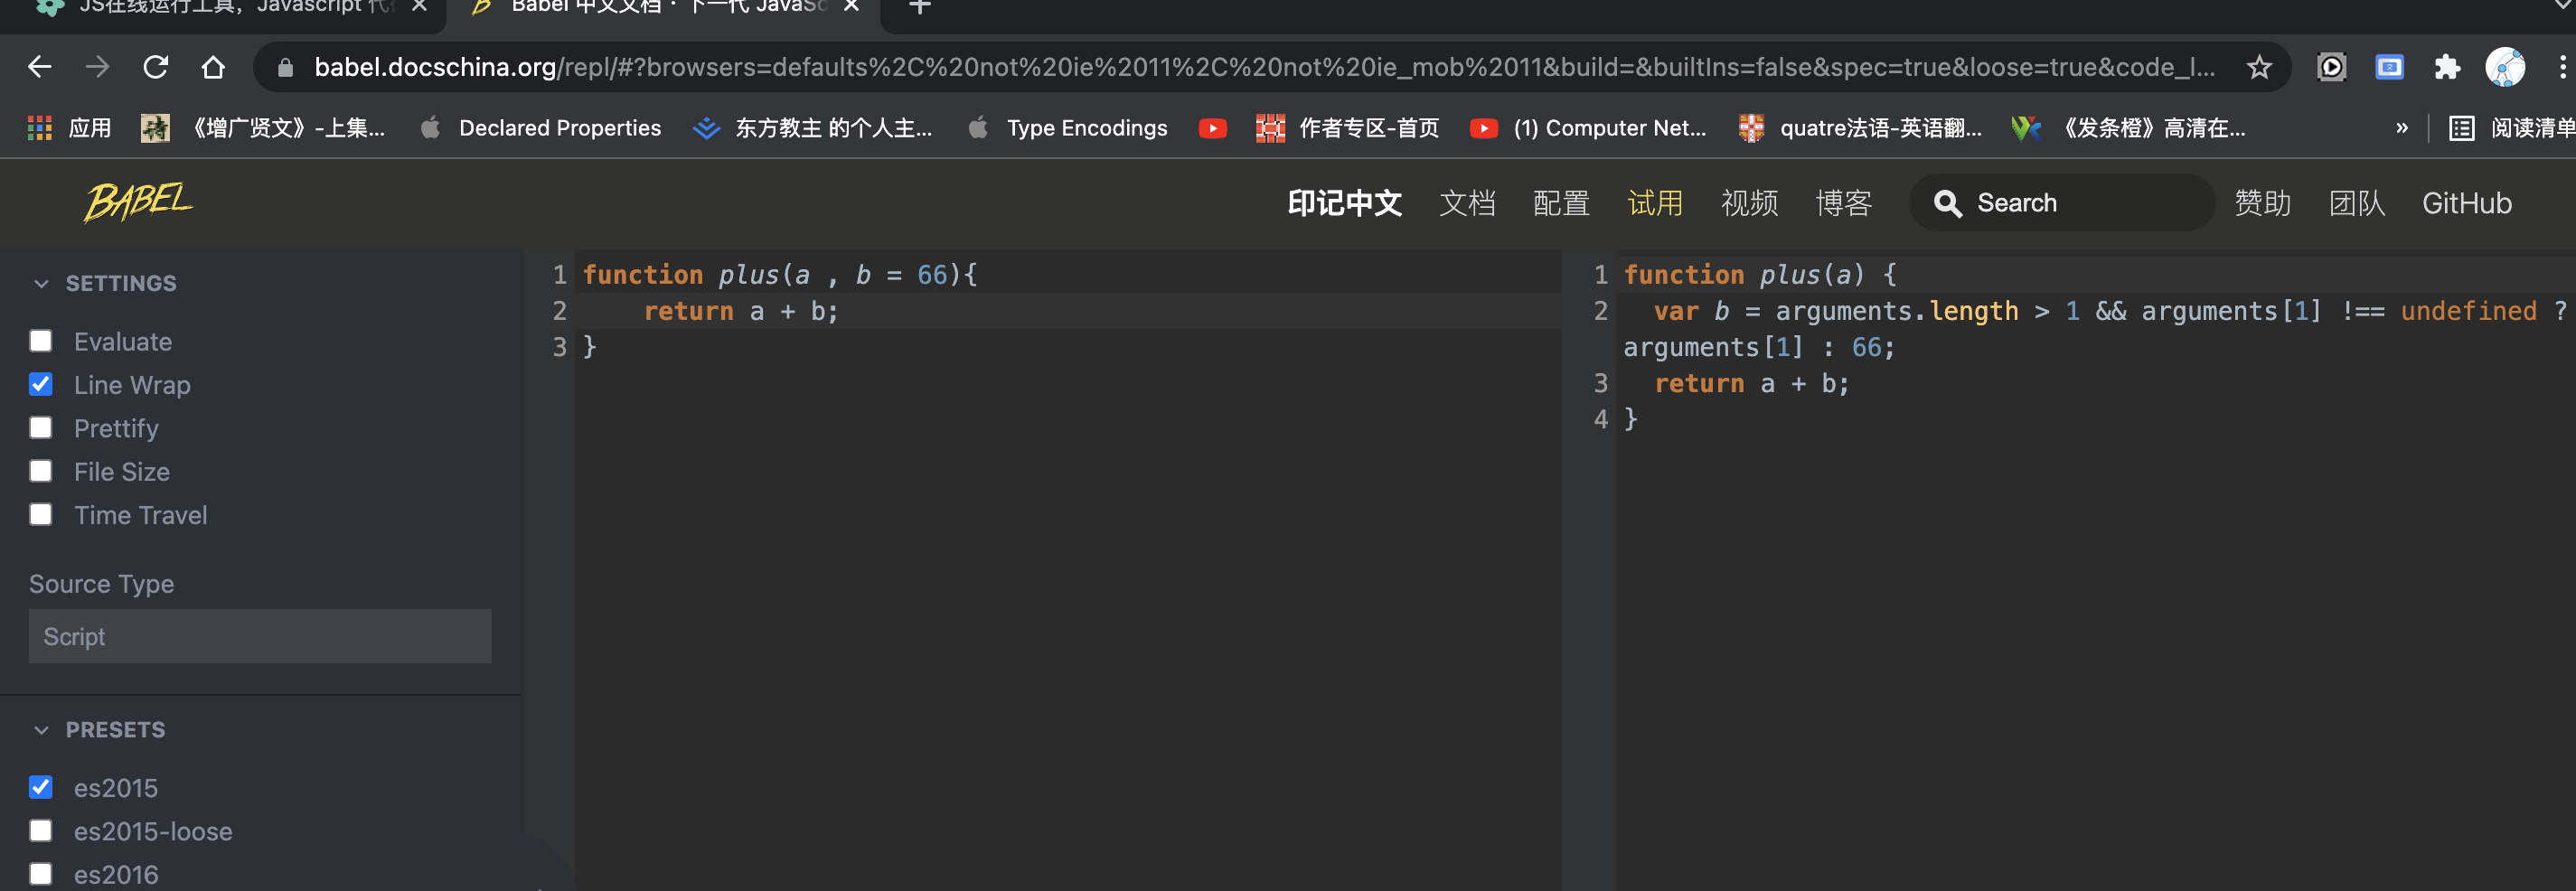 JS在线运行工具，Javascript 代
Babel 中文文档 · 下一代 JavaSc
babel.docschina.org/repl/#?browsers=defaults%2C%20not%20ie%2011%2C%20not%20ie_mob%2011&build=&builtIns=false&spec=true&loose=true&code_l...
应用 《增广贤文》-上集... Declared Properties 东方教主 的个人主... Type Encodings 作者专区-首页 (1) Computer Net... quatre法语-英语翻... 《发条橙》高清在... » 阅读清单
BABEL 印记中文 文档 配置 试用 视频 博客 Search 赞助 团队 GitHub
SETTINGS
Evaluate
Line Wrap
Prettify
File Size
Time Travel
Source Type
Script
PRESETS
es2015
es2015-loose
es2016
1 function plus(a , b = 66){
2     return a + b;
3 }
1 function plus(a) {
2   var b = arguments.length > 1 && arguments[1] !== undefined ?
arguments[1] : 66;
3   return a + b;
4 }